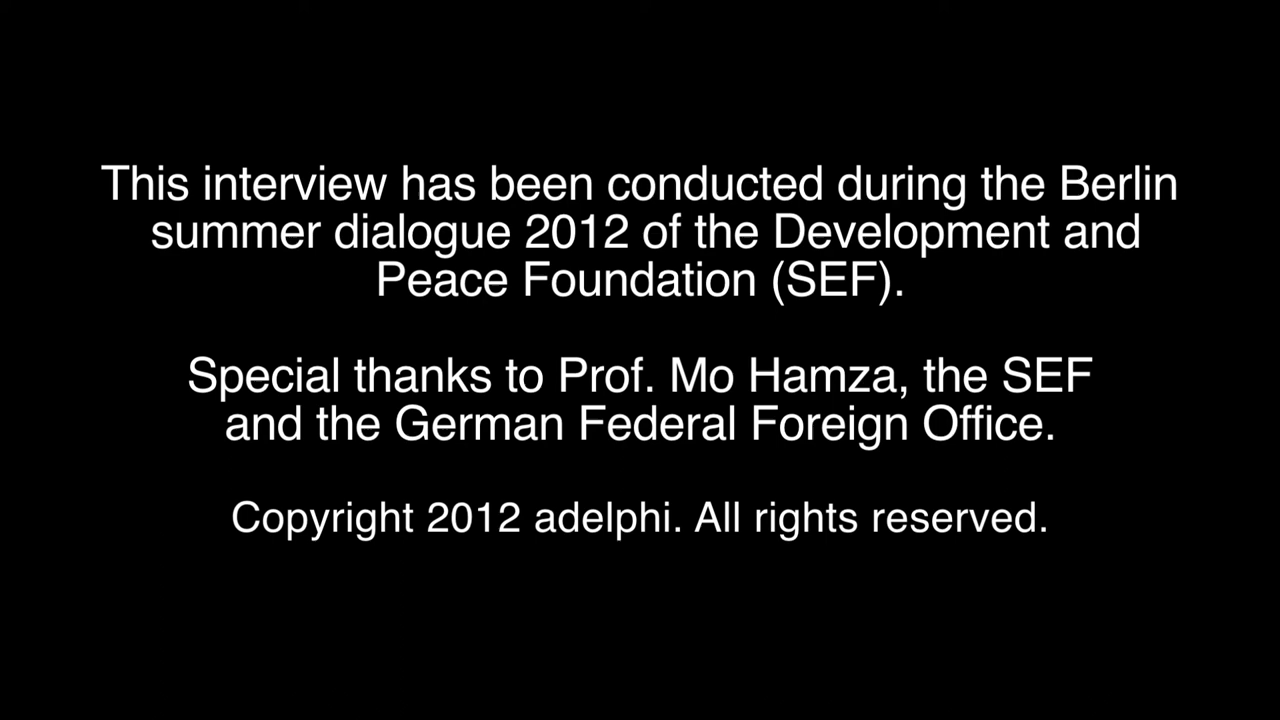 This interview has been conducted during the Berlin
summer dialogue 2012 of the Development and
Peace Foundation (SEF).
Special thanks to Prof. Mo Hamza, the SEF
and the German Federal Foreign Office.
Copyright 2012 adelphi. All rights reserved.